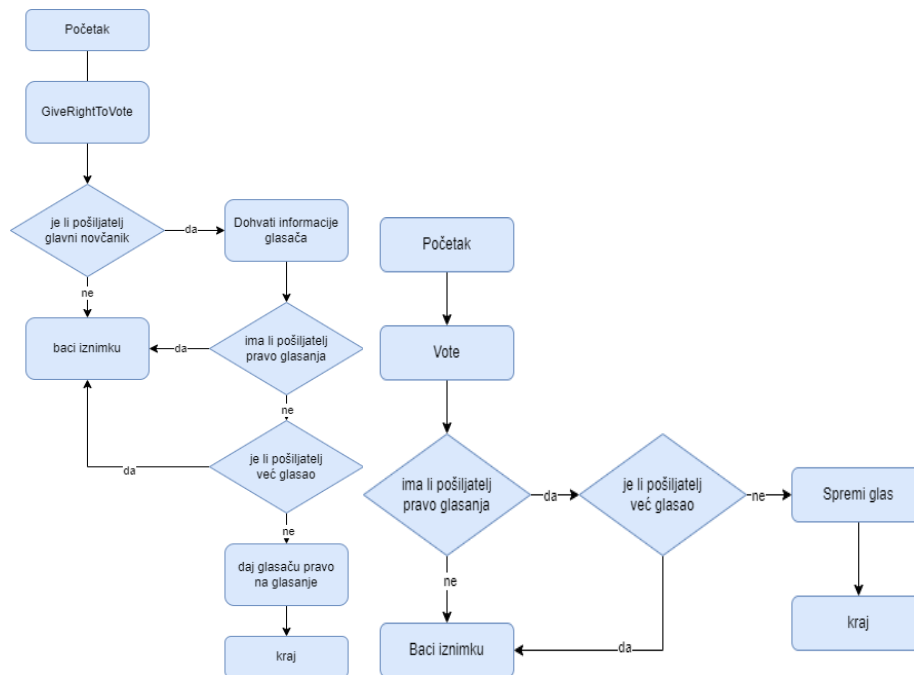 Početak
GiveRightToVote
je li pošiljatelj
glavni novčanik
da
Dohvati informacije
glasača
ne
baci iznimku
da
ima li pošiljatelj
pravo glasanja
ne
je li pošiljatelj
već glasao
da
ne
daj glasaču pravo
na glasanje
kraj
Početak
Vote
ima li pošiljatelj
pravo glasanja
da
je li pošiljatelj
već glasao
ne
Spremi glas
ne
Baci iznimku
da
kraj